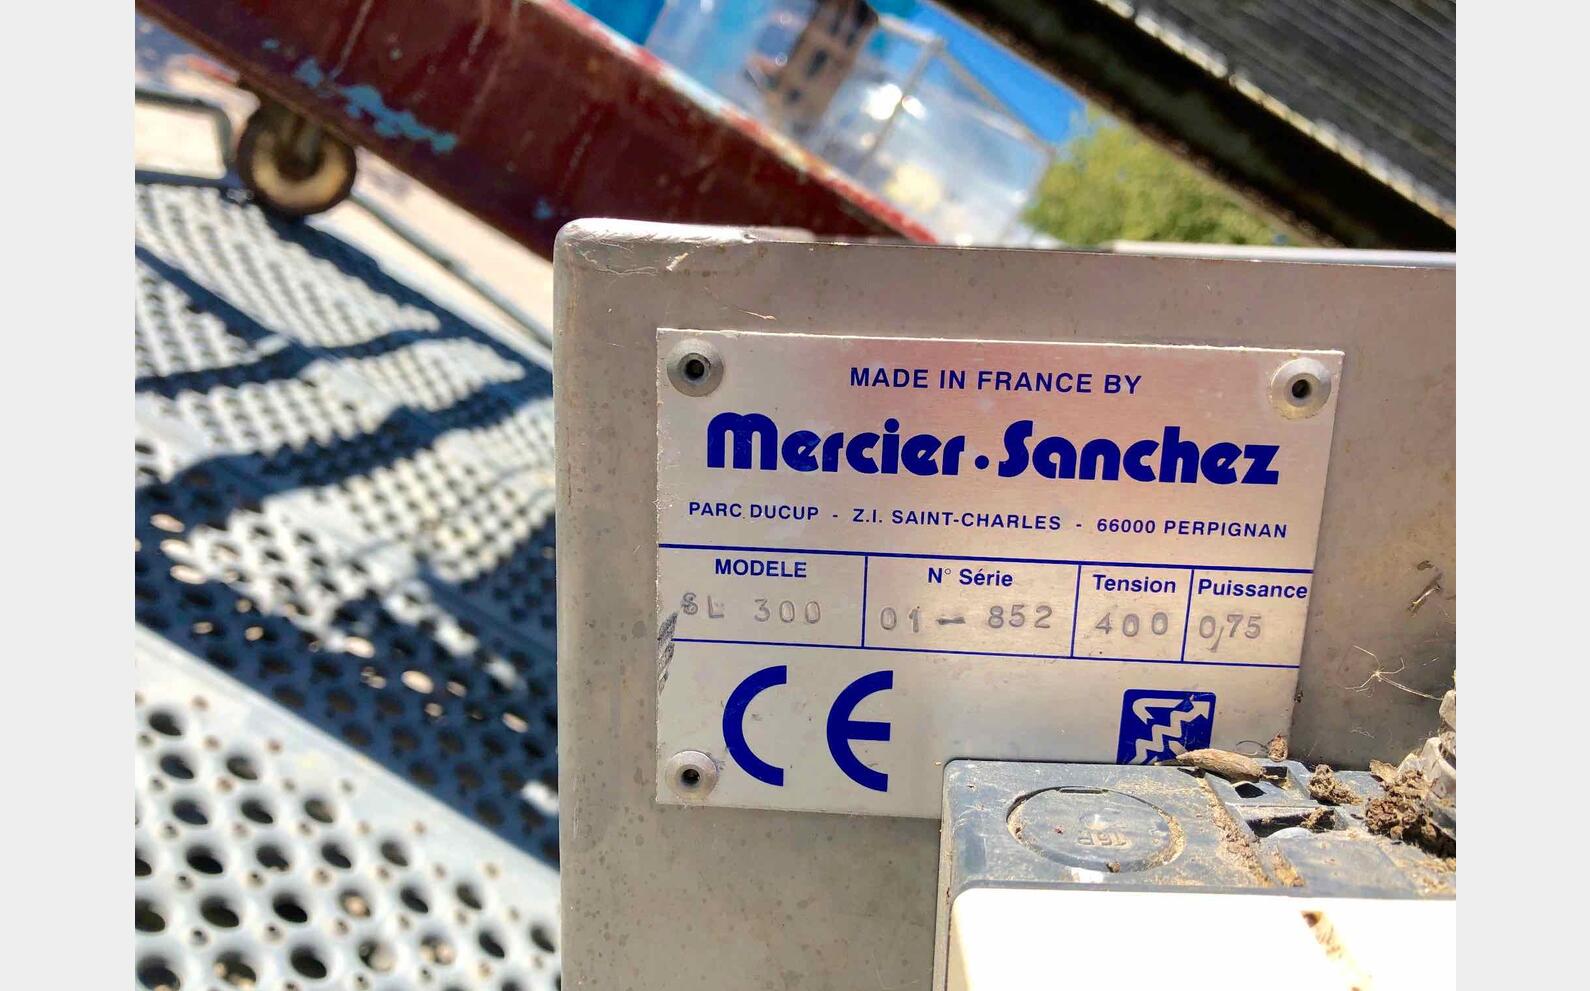 MADE IN FRANCE BY
Mercier · Sanchez
PARC DUCUP - Z.I. SAINT-CHARLES - 66000 PERPIGNAN
MODELE N° Série Tension Puissance
SL 300 01-852 400 0,75
CE